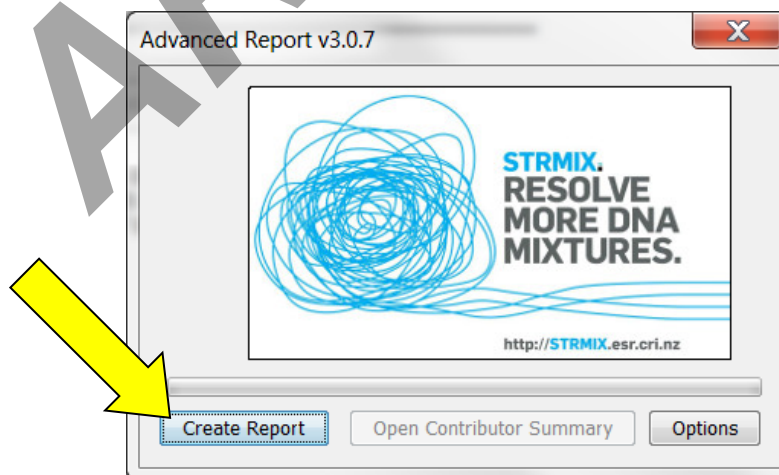 Advanced Report v3.0.7
STRMIX.
RESOLVE
MORE DNA
MIXTURES.
http://STRMIX.esr.cri.nz
Create Report Open Contributor Summary Options